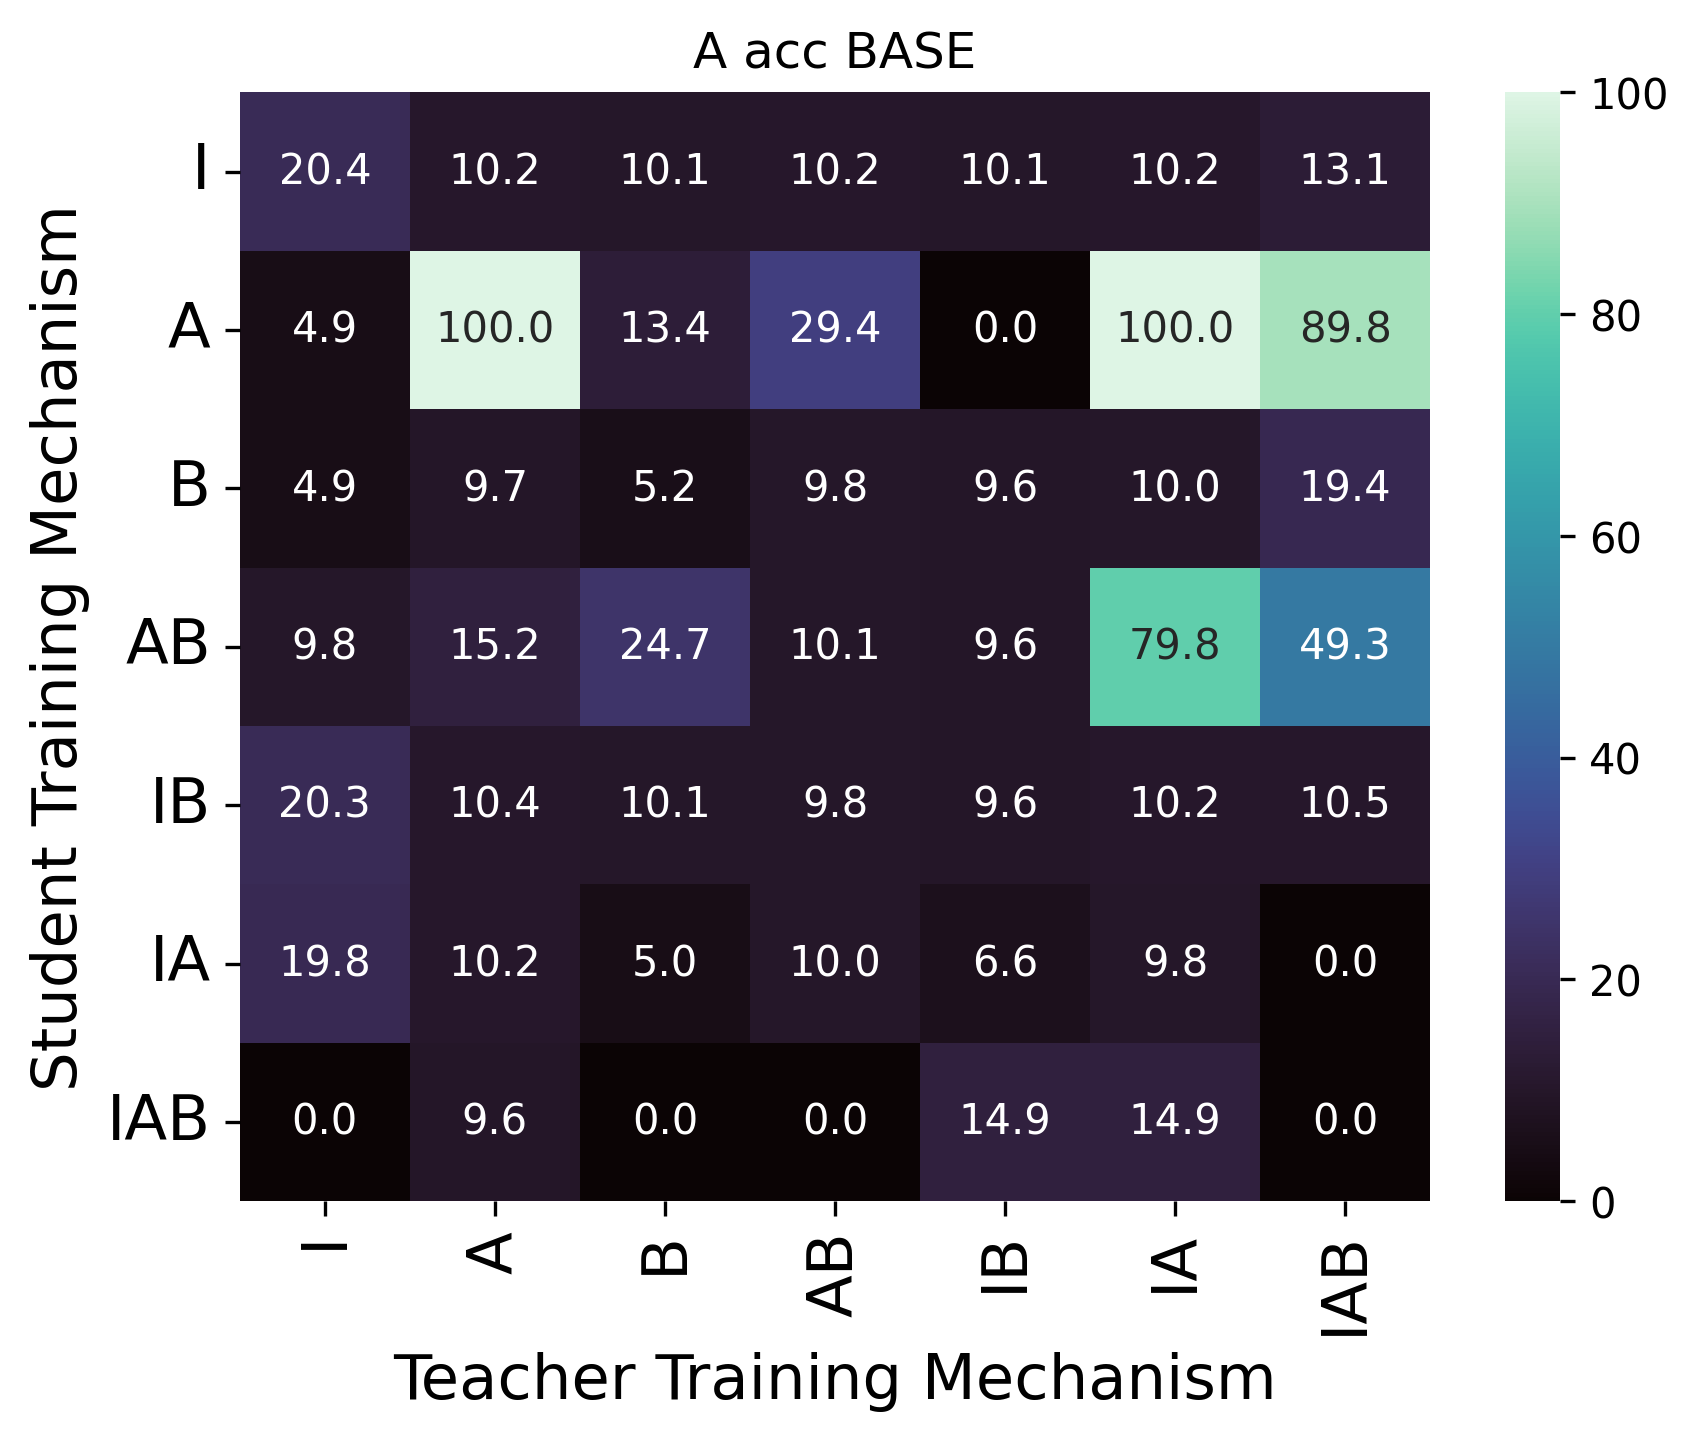 A acc BASE
Student Training Mechanism
I 20.4 10.2 10.1 10.2 10.1 10.2 13.1
A 4.9 100.0 13.4 29.4 0.0 100.0 89.8
B 4.9 9.7 5.2 9.8 9.6 10.0 19.4
AB 9.8 15.2 24.7 10.1 9.6 79.8 49.3
IB 20.3 10.4 10.1 9.8 9.6 10.2 10.5
IA 19.8 10.2 5.0 10.0 6.6 9.8 0.0
IAB 0.0 9.6 0.0 0.0 14.9 14.9 0.0
I A B AB IB IA IAB
Teacher Training Mechanism
100
80
60
40
20
0